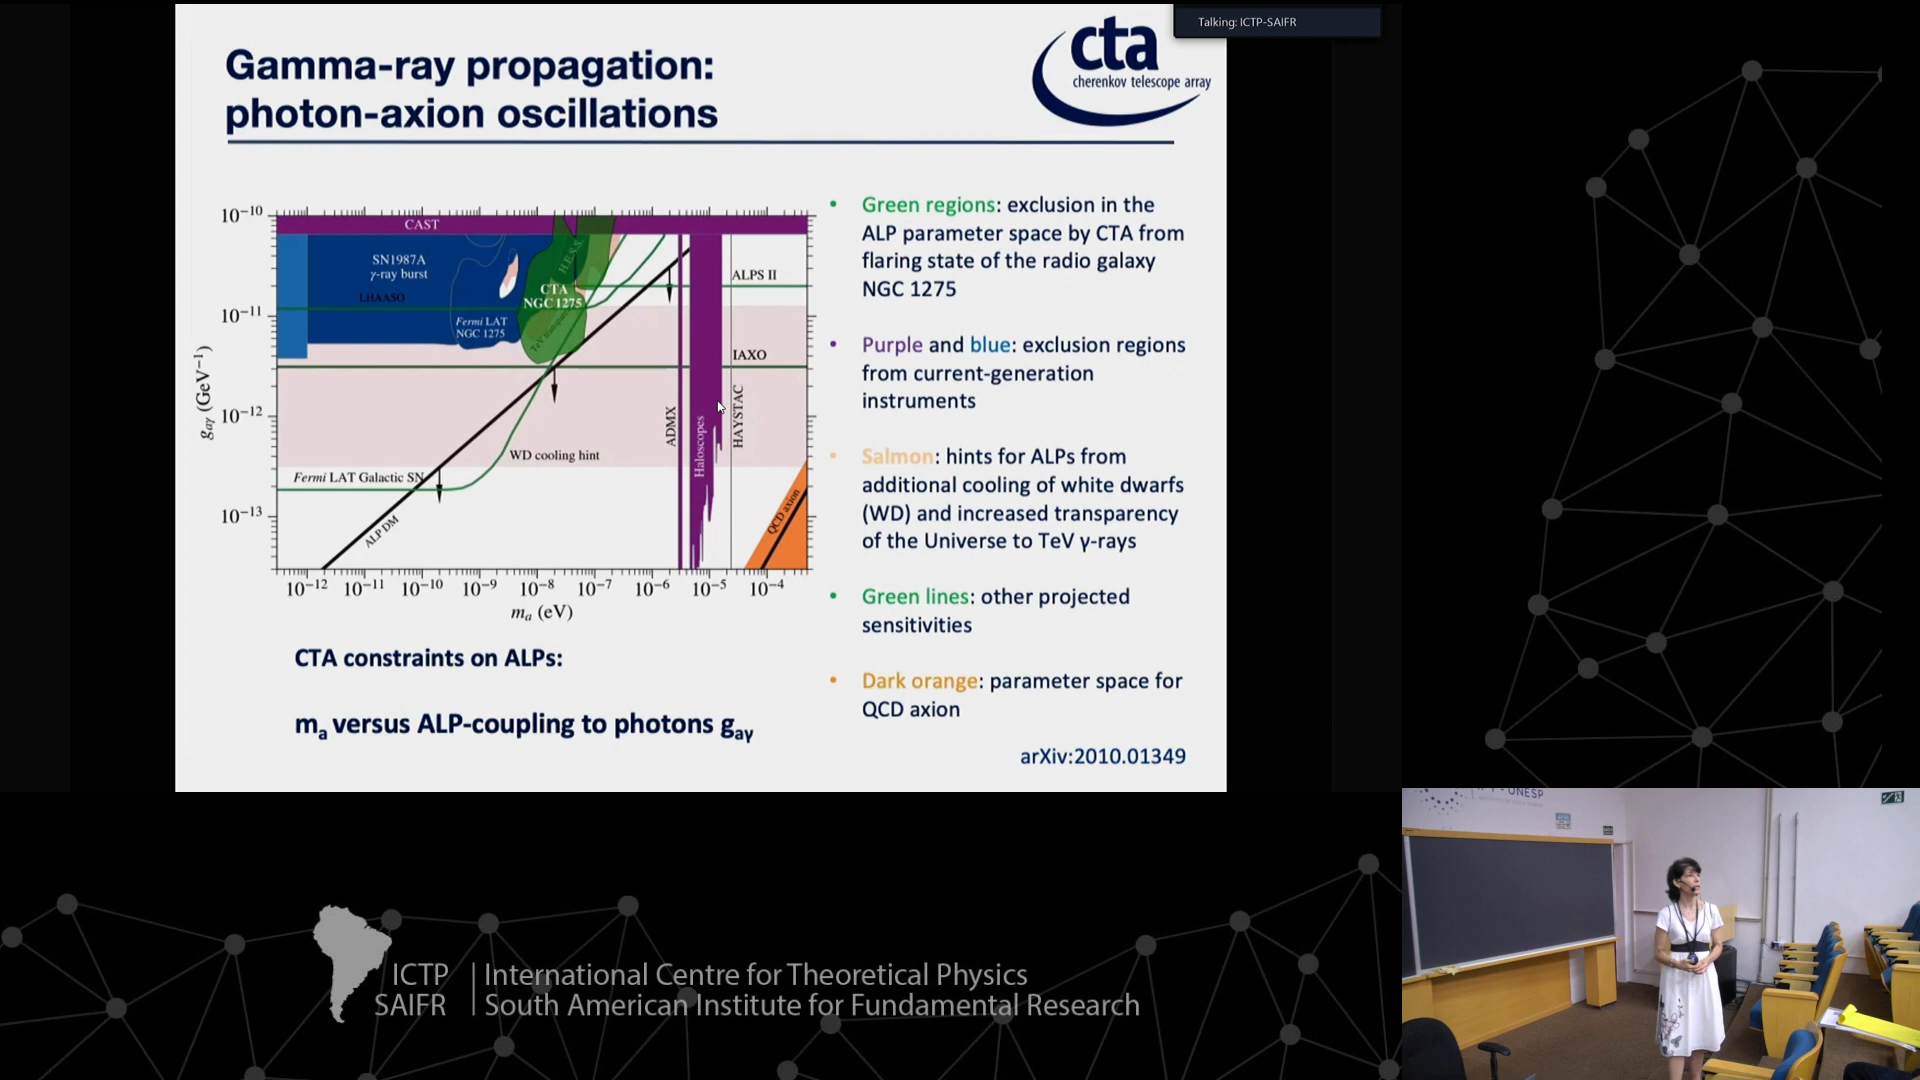 Talking: ICTP-SAIFR
Gamma-ray propagation:
photon-axion oscillations
cta
cherenkov telescope array
10⁻¹⁰
10⁻¹¹
10⁻¹²
10⁻¹³
gₐᵧ (GeV⁻¹)
CAST
SN1987A
γ-ray burst
LHAASO
Fermi LAT
NGC 1275
H.E.S.S.
CTA
NGC 1275
ALPS II
IAXO
ADMX
Haloscopes
HAYSTAC
WD cooling hint
Fermi LAT Galactic SN
ALP DM
QCD axion
10⁻¹² 10⁻¹¹ 10⁻¹⁰ 10⁻⁹ 10⁻⁸ 10⁻⁷ 10⁻⁶ 10⁻⁵ 10⁻⁴
mₐ (eV)
CTA constraints on ALPs:
mₐ versus ALP-coupling to photons gₐᵧ
• Green regions: exclusion in the
ALP parameter space by CTA from
flaring state of the radio galaxy
NGC 1275
• Purple and blue: exclusion regions
from current-generation
instruments
• Salmon: hints for ALPs from
additional cooling of white dwarfs
(WD) and increased transparency
of the Universe to TeV γ-rays
• Green lines: other projected
sensitivities
• Dark orange: parameter space for
QCD axion
arXiv:2010.01349
ICTP | International Centre for Theoretical Physics
SAIFR | South American Institute for Fundamental Research
UNESP